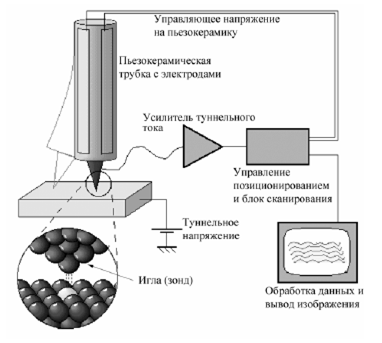 Управляющее напряжение
на пьезокерамику
Пьезокерамическая
трубка с электродами
Усилитель туннельного
тока
Управление
позиционированием
и блок сканирования
Туннельное
напряжение
Игла (зонд)
Обработка данных и
вывод изображения